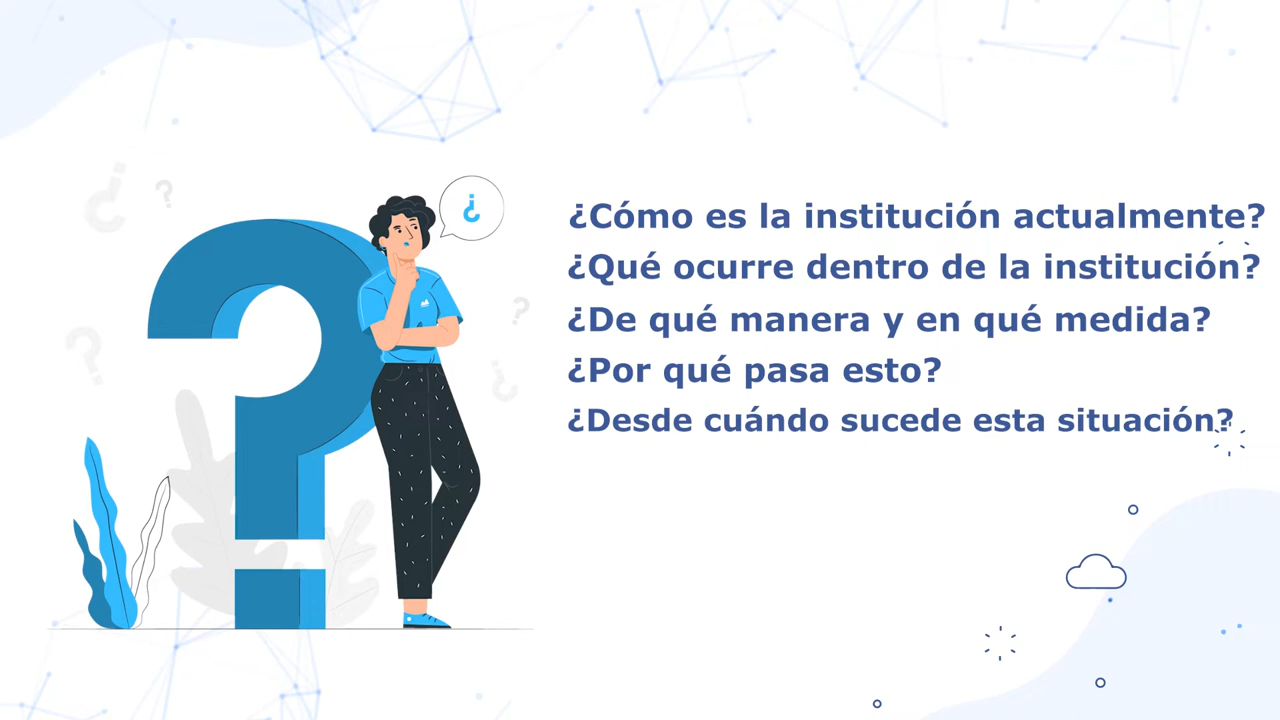 ¿Cómo es la institución actualmente?
¿Qué ocurre dentro de la institución?
¿De qué manera y en qué medida?
¿Por qué pasa esto?
¿Desde cuándo sucede esta situación?